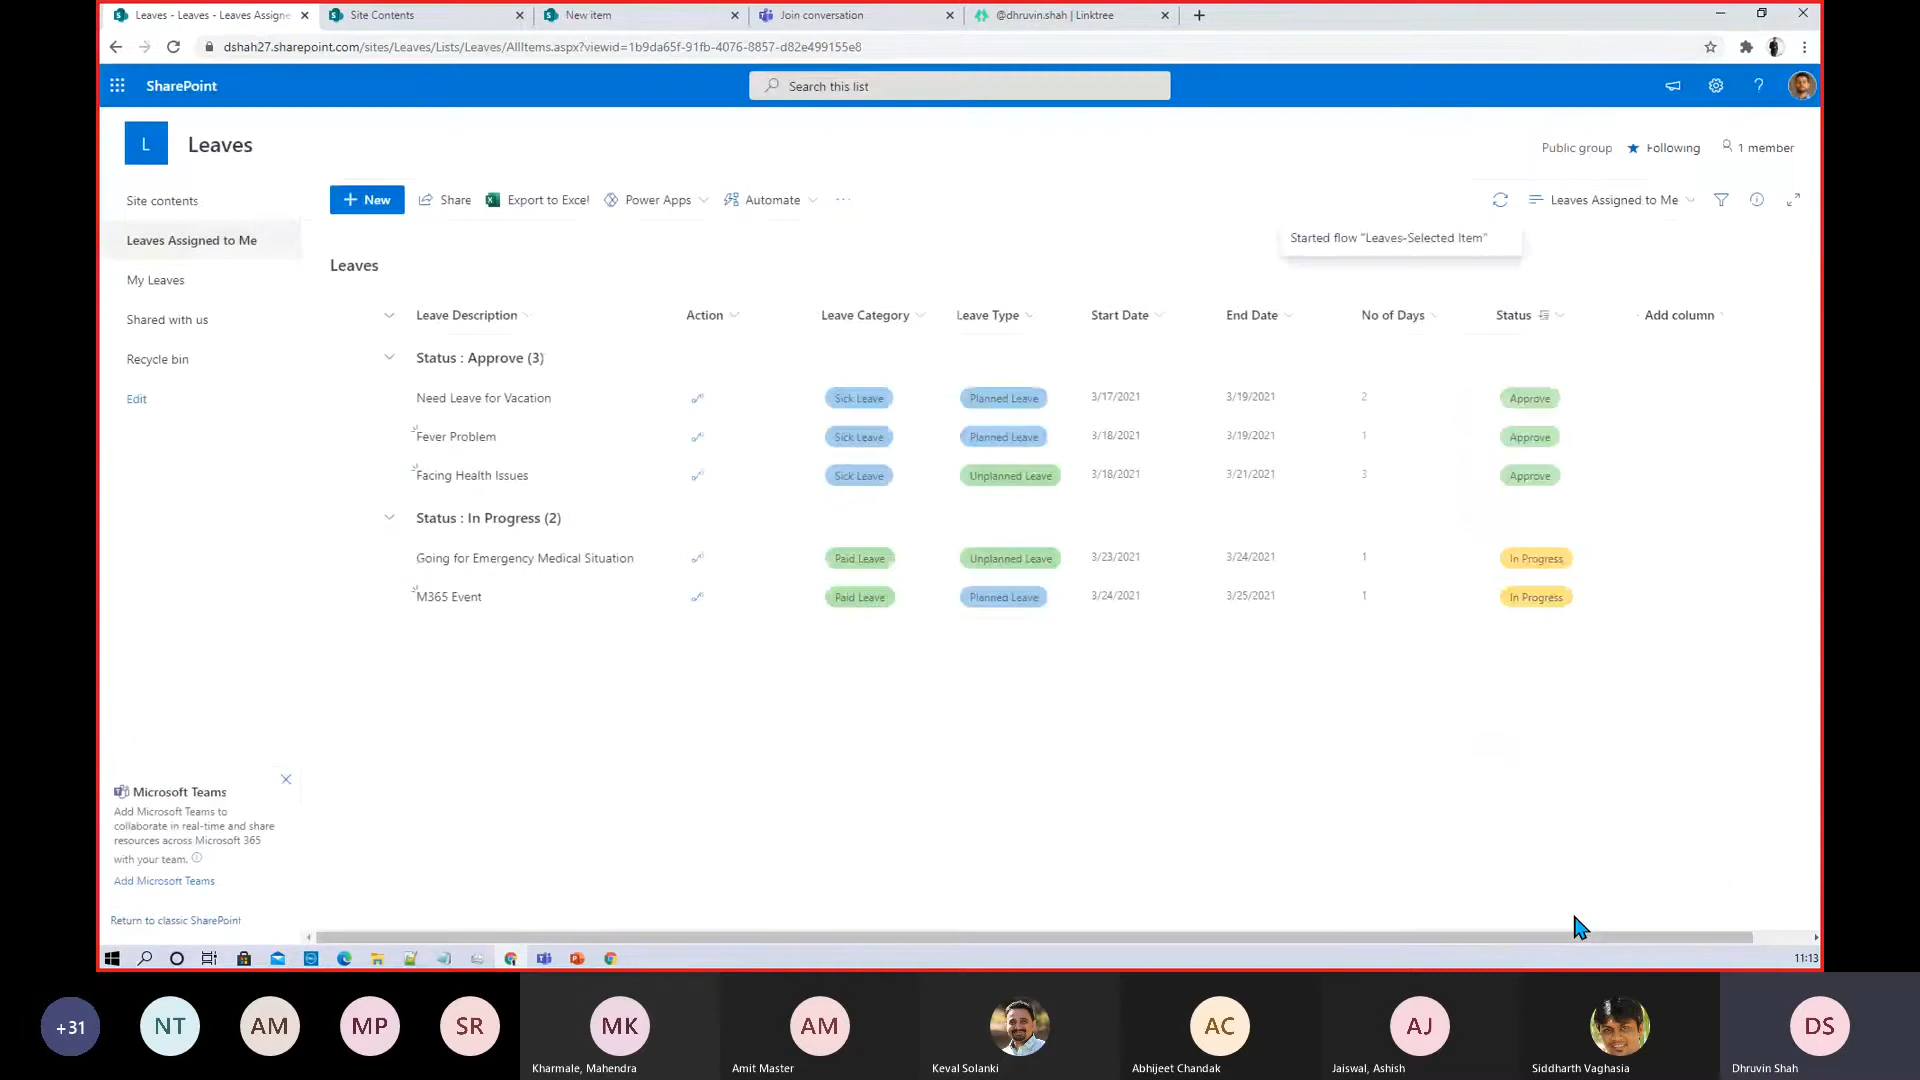 Leaves - Leaves - Leaves Assigne
Site Contents
New item
Join conversation
@dhruvin.shah | Linktree
dshah27.sharepoint.com/sites/Leaves/Lists/Leaves/AllItems.aspx?viewid=1b9da65f-91fb-4076-8857-d82e499155e8
SharePoint
Search this list
L
Leaves
Public group
Following
1 member
Site contents
Leaves Assigned to Me
My Leaves
Shared with us
Recycle bin
Edit
+ New
Share
Export to Excel
Power Apps
Automate
...
Leaves Assigned to Me
Started flow "Leaves-Selected Item"
Leaves
Leave Description Action Leave Category Leave Type Start Date End Date No of Days Status Add column
Status : Approve (3)
Need Leave for Vacation Sick Leave Planned Leave 3/17/2021 3/19/2021 2 Approve
Fever Problem Sick Leave Planned Leave 3/18/2021 3/19/2021 1 Approve
Facing Health Issues Sick Leave Unplanned Leave 3/18/2021 3/21/2021 3 Approve
Status : In Progress (2)
Going for Emergency Medical Situation Paid Leave Unplanned Leave 3/23/2021 3/24/2021 1 In Progress
M365 Event Paid Leave Planned Leave 3/24/2021 3/25/2021 1 In Progress
Microsoft Teams
Add Microsoft Teams to
collaborate in real-time and share
resources across Microsoft 365
with your team.
Add Microsoft Teams
Return to classic SharePoint
11:13
+31
NT
AM
MP
SR
MK
Kharmale, Mahendra
AM
Amit Master
Keval Solanki
AC
Abhijeet Chandak
AJ
Jaiswal, Ashish
Siddharth Vaghasia
DS
Dhruvin Shah